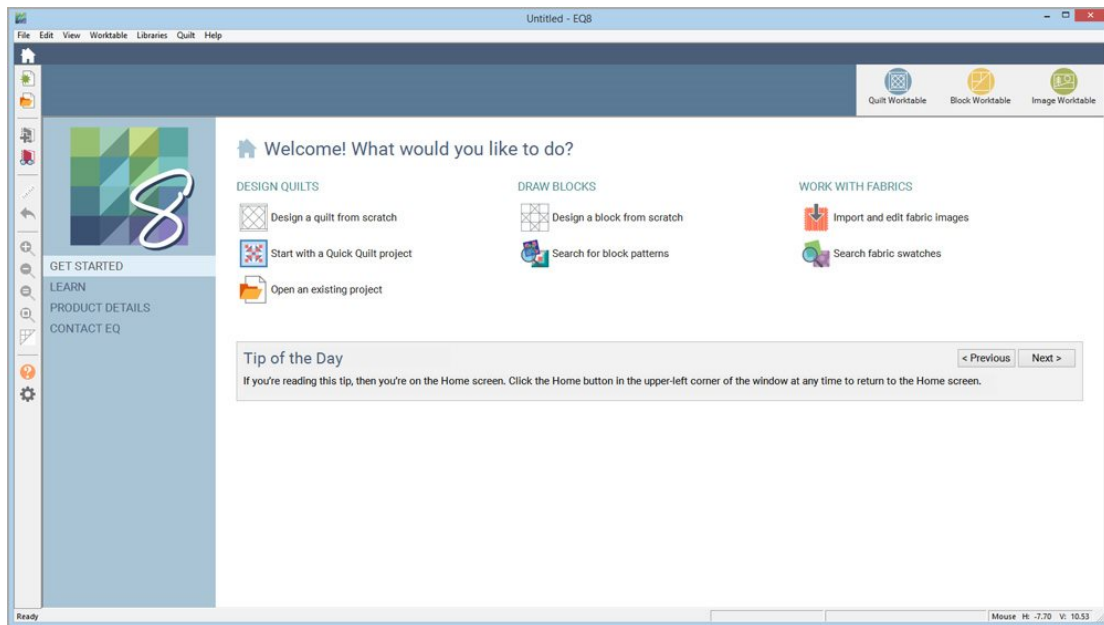 Untitled - EQ8
File Edit View Worktable Libraries Quilt Help
Quilt Worktable Block Worktable Image Worktable
8
Welcome! What would you like to do?
DESIGN QUILTS DRAW BLOCKS WORK WITH FABRICS
Design a quilt from scratch Design a block from scratch Import and edit fabric images
Start with a Quick Quilt project Search for block patterns Search fabric swatches
Open an existing project
GET STARTED
LEARN
PRODUCT DETAILS
CONTACT EQ
Tip of the Day < Previous Next >
If you're reading this tip, then you're on the Home screen. Click the Home button in the upper-left corner of the window at any time to return to the Home screen.
Ready Mouse H: -7.70 V: 10.53